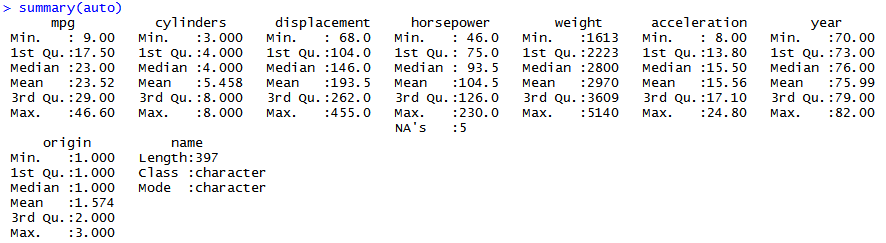 > summary(auto)
      mpg          cylinders      displacement     horsepower        weight      acceleration        year
 Min.   : 9.00   Min.   :3.000   Min.   : 68.0   Min.   : 46.0   Min.   :1613   Min.   : 8.00   Min.   :70.00
 1st Qu.:17.50   1st Qu.:4.000   1st Qu.:104.0   1st Qu.: 75.0   1st Qu.:2223   1st Qu.:13.80   1st Qu.:73.00
 Median :23.00   Median :4.000   Median :146.0   Median : 93.5   Median :2800   Median :15.50   Median :76.00
 Mean   :23.52   Mean   :5.458   Mean   :193.5   Mean   :104.5   Mean   :2970   Mean   :15.56   Mean   :75.99
 3rd Qu.:29.00   3rd Qu.:8.000   3rd Qu.:262.0   3rd Qu.:126.0   3rd Qu.:3609   3rd Qu.:17.10   3rd Qu.:79.00
 Max.   :46.60   Max.   :8.000   Max.   :455.0   Max.   :230.0   Max.   :5140   Max.   :24.80   Max.   :82.00
                                                 NA's   :5
     origin          name
 Min.   :1.000   Length:397
 1st Qu.:1.000   Class :character
 Median :1.000   Mode  :character
 Mean   :1.574
 3rd Qu.:2.000
 Max.   :3.000